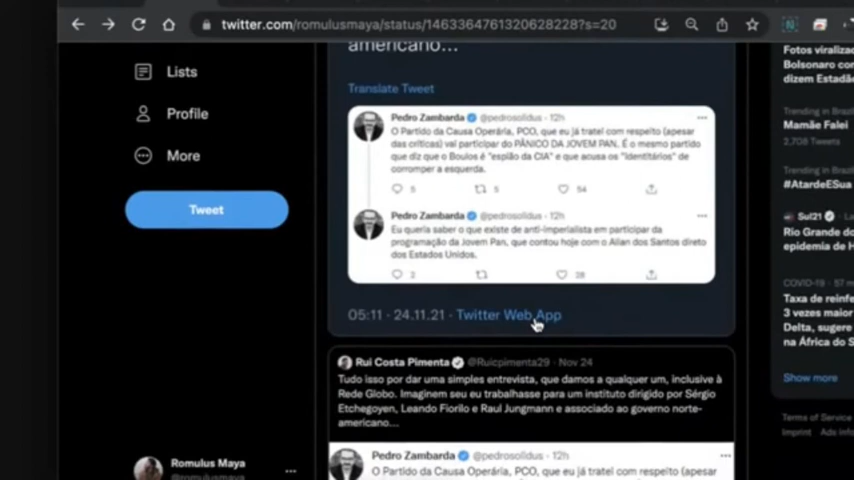 twitter.com/romulusmaya/status/1463364761320628228?s=20
americano...
Lists
Profile
More
Tweet
Translate Tweet
Pedro Zambarda @pedrosolidus · 12h
O Partido da Causa Operária, PCO, que eu já tratei com respeito (apesar
das críticas) vai participar do PÂNICO DA JOVEM PAN. É o mesmo partido
que diz que o Boulos é "espião da CIA" e que acusa os "identitários" de
corromper a esquerda.
5 5 54
Pedro Zambarda @pedrosolidus · 12h
Eu queria saber o que existe de anti-imperialista em participar da
programação da Jovem Pan, que contou hoje com o Allan dos Santos direto
dos Estados Unidos.
2 28
05:11 · 24.11.21 · Twitter Web App
Rui Costa Pimenta @Ruicpimenta29 · Nov 24
Tudo isso por dar uma simples entrevista, que damos a qualquer um, inclusive à
Rede Globo. Imaginem seu eu trabalhasse para um instituto dirigido por Sérgio
Etchegoyen, Leando Fiorilo e Raul Jungmann e associado ao governo norte-
americano....
Pedro Zambarda @pedrosolidus · 12h
O Partido da Causa Operária, PCO, que eu já tratei com respeito (apesar
Romulus Maya
@romulusmaya
Fotos viraliza
Bolsonaro co
dizem Estadã
Trending in Brazil
Mamãe Falei
2,708 Tweets
Trending in Brazil
#AtardeESua
Sul21 · La
Rio Grande do
epidemia de H
COVID-19 · 57 m
Taxa de reinfe
3 vezes maior
Delta, sugere
na África do S
Show more
Terms of Service
Imprint Ads info